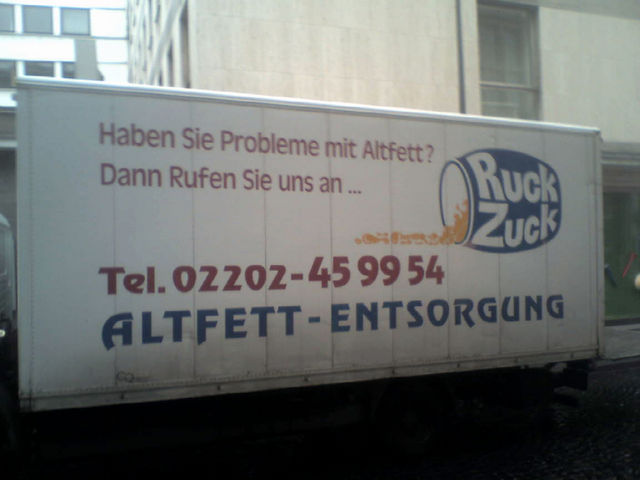 Haben Sie Probleme mit Altfett?
Dann Rufen Sie uns an ...
Ruck
Zuck
Tel. 02202-45 99 54
ALTFETT-ENTSORGUNG